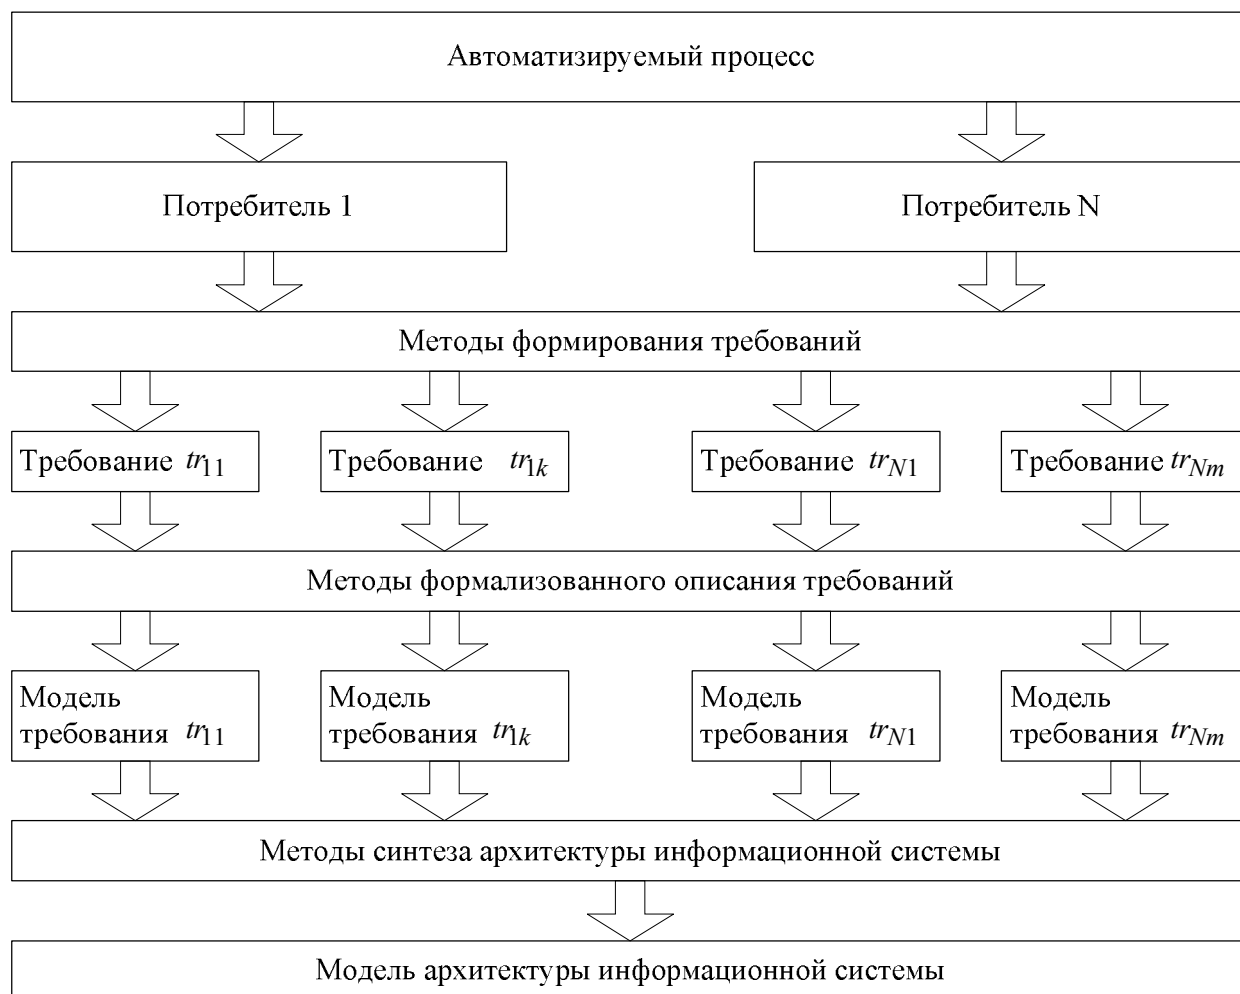 Автоматизируемый процесс
Потребитель 1
Потребитель N
Методы формирования требований
Требование tr11
Требование tr1k
Требование trN1
Требование trNm
Методы формализованного описания требований
Модель
требования tr11
Модель
требования tr1k
Модель
требования trN1
Модель
требования trNm
Методы синтеза архитектуры информационной системы
Модель архитектуры информационной системы